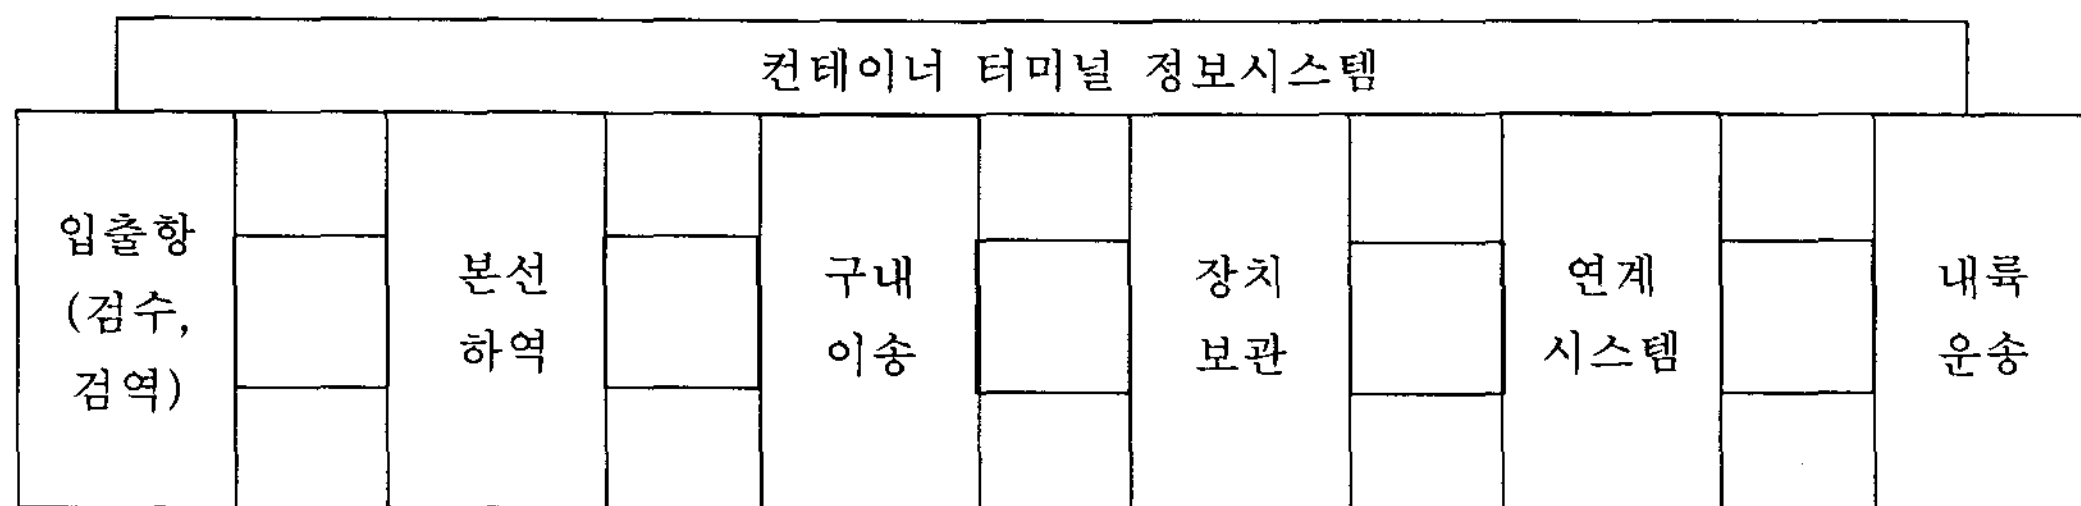 컨테이너 터미널 정보시스템
입출항
(검수,
검역)
본선
하역
구내
이송
장치
보관
연계
시스템
내륙
운송